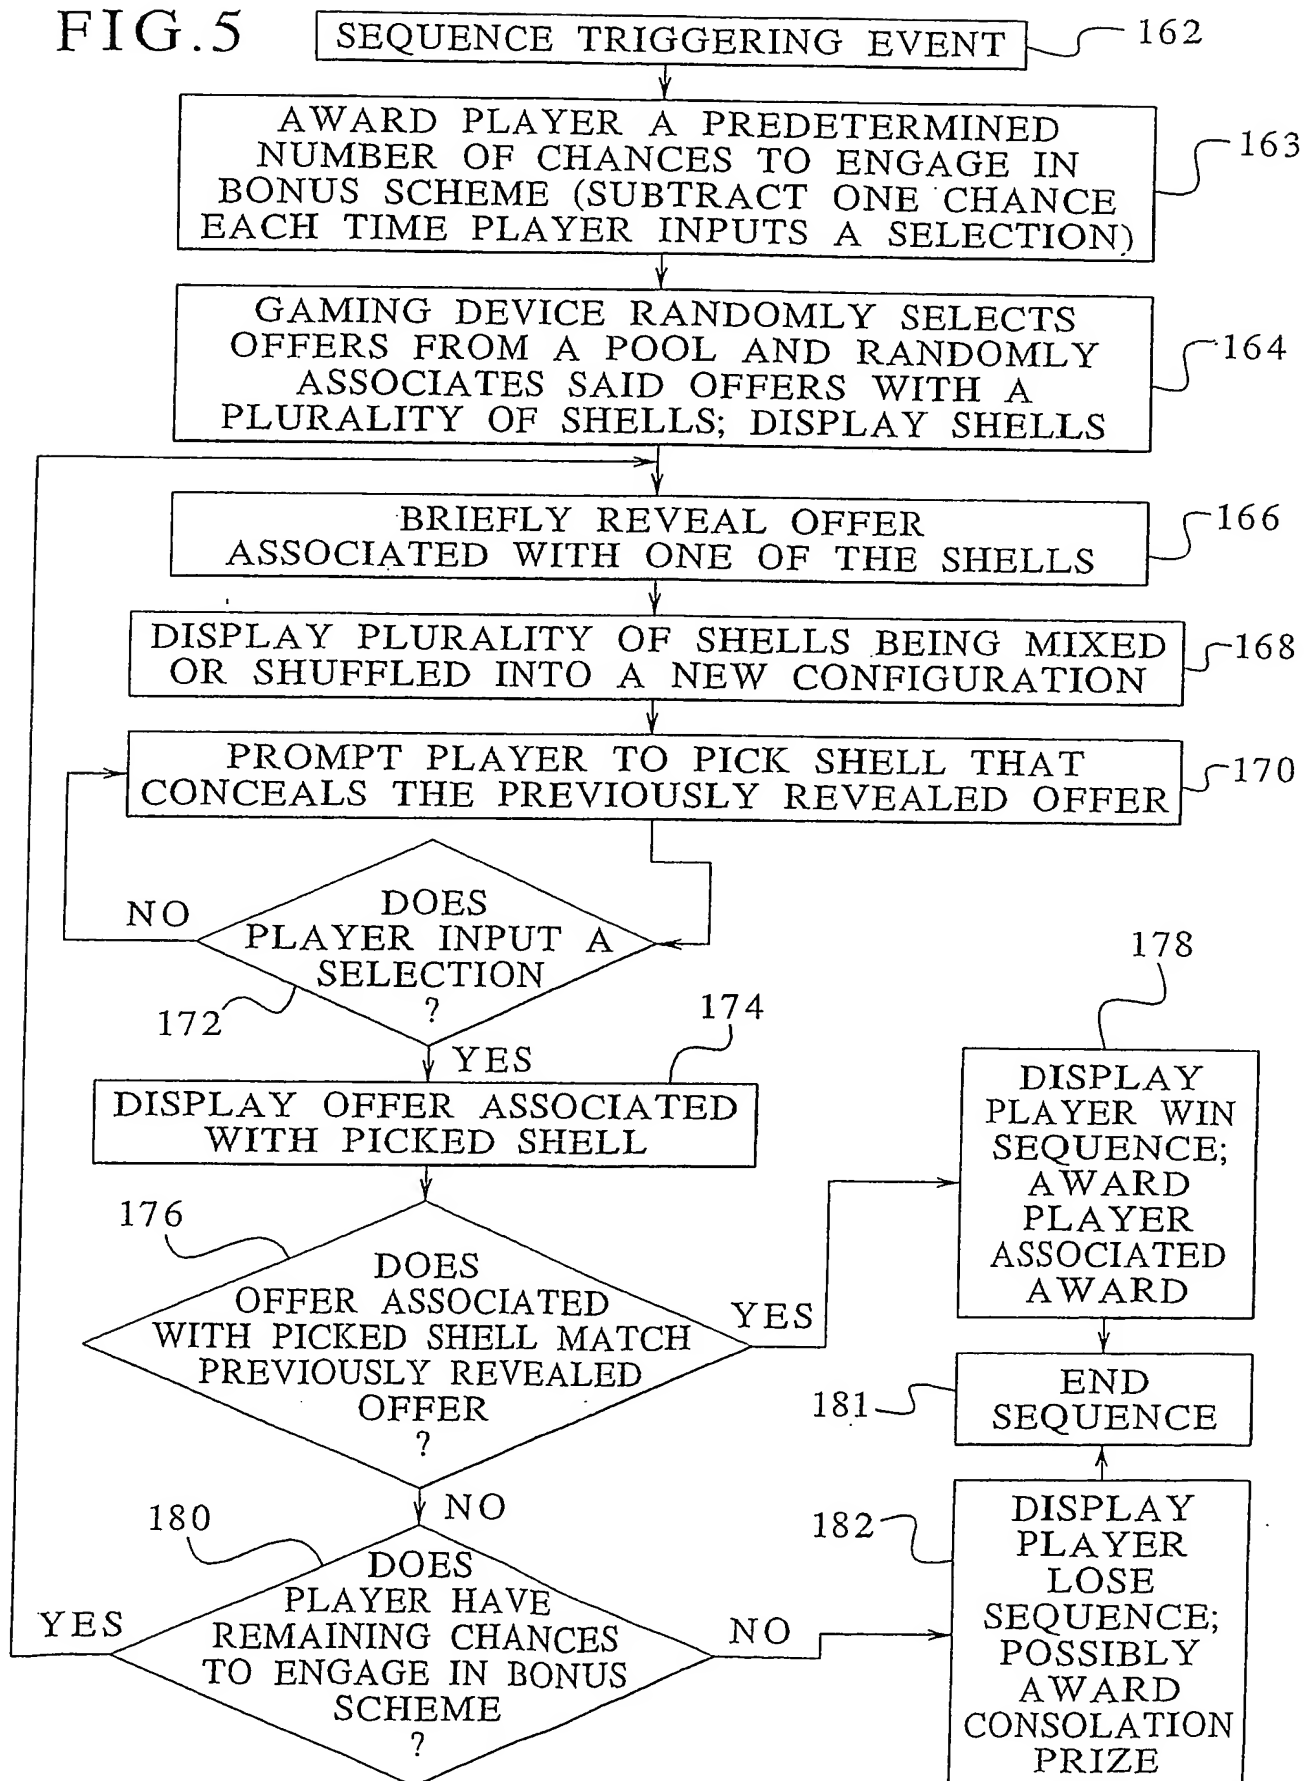 FIG.5
SEQUENCE TRIGGERING EVENT
162
AWARD PLAYER A PREDETERMINED
NUMBER OF CHANCES TO ENGAGE IN
BONUS SCHEME (SUBTRACT ONE CHANCE
EACH TIME PLAYER INPUTS A SELECTION)
163
GAMING DEVICE RANDOMLY SELECTS
OFFERS FROM A POOL AND RANDOMLY
ASSOCIATES SAID OFFERS WITH A
PLURALITY OF SHELLS; DISPLAY SHELLS
164
BRIEFLY REVEAL OFFER
ASSOCIATED WITH ONE OF THE SHELLS
166
DISPLAY PLURALITY OF SHELLS BEING MIXED
OR SHUFFLED INTO A NEW CONFIGURATION
168
PROMPT PLAYER TO PICK SHELL THAT
CONCEALS THE PREVIOUSLY REVEALED OFFER
170
DOES
PLAYER INPUT A
SELECTION
?
NO
172
YES
174
DISPLAY OFFER ASSOCIATED
WITH PICKED SHELL
176
DOES
OFFER ASSOCIATED
WITH PICKED SHELL MATCH
PREVIOUSLY REVEALED
OFFER
?
YES
178
DISPLAY
PLAYER WIN
SEQUENCE;
AWARD
PLAYER
ASSOCIATED
AWARD
181
END
SEQUENCE
NO
180
DOES
PLAYER HAVE
REMAINING CHANCES
TO ENGAGE IN BONUS
SCHEME
?
YES
NO
182
DISPLAY
PLAYER
LOSE
SEQUENCE;
POSSIBLY
AWARD
CONSOLATION
PRIZE